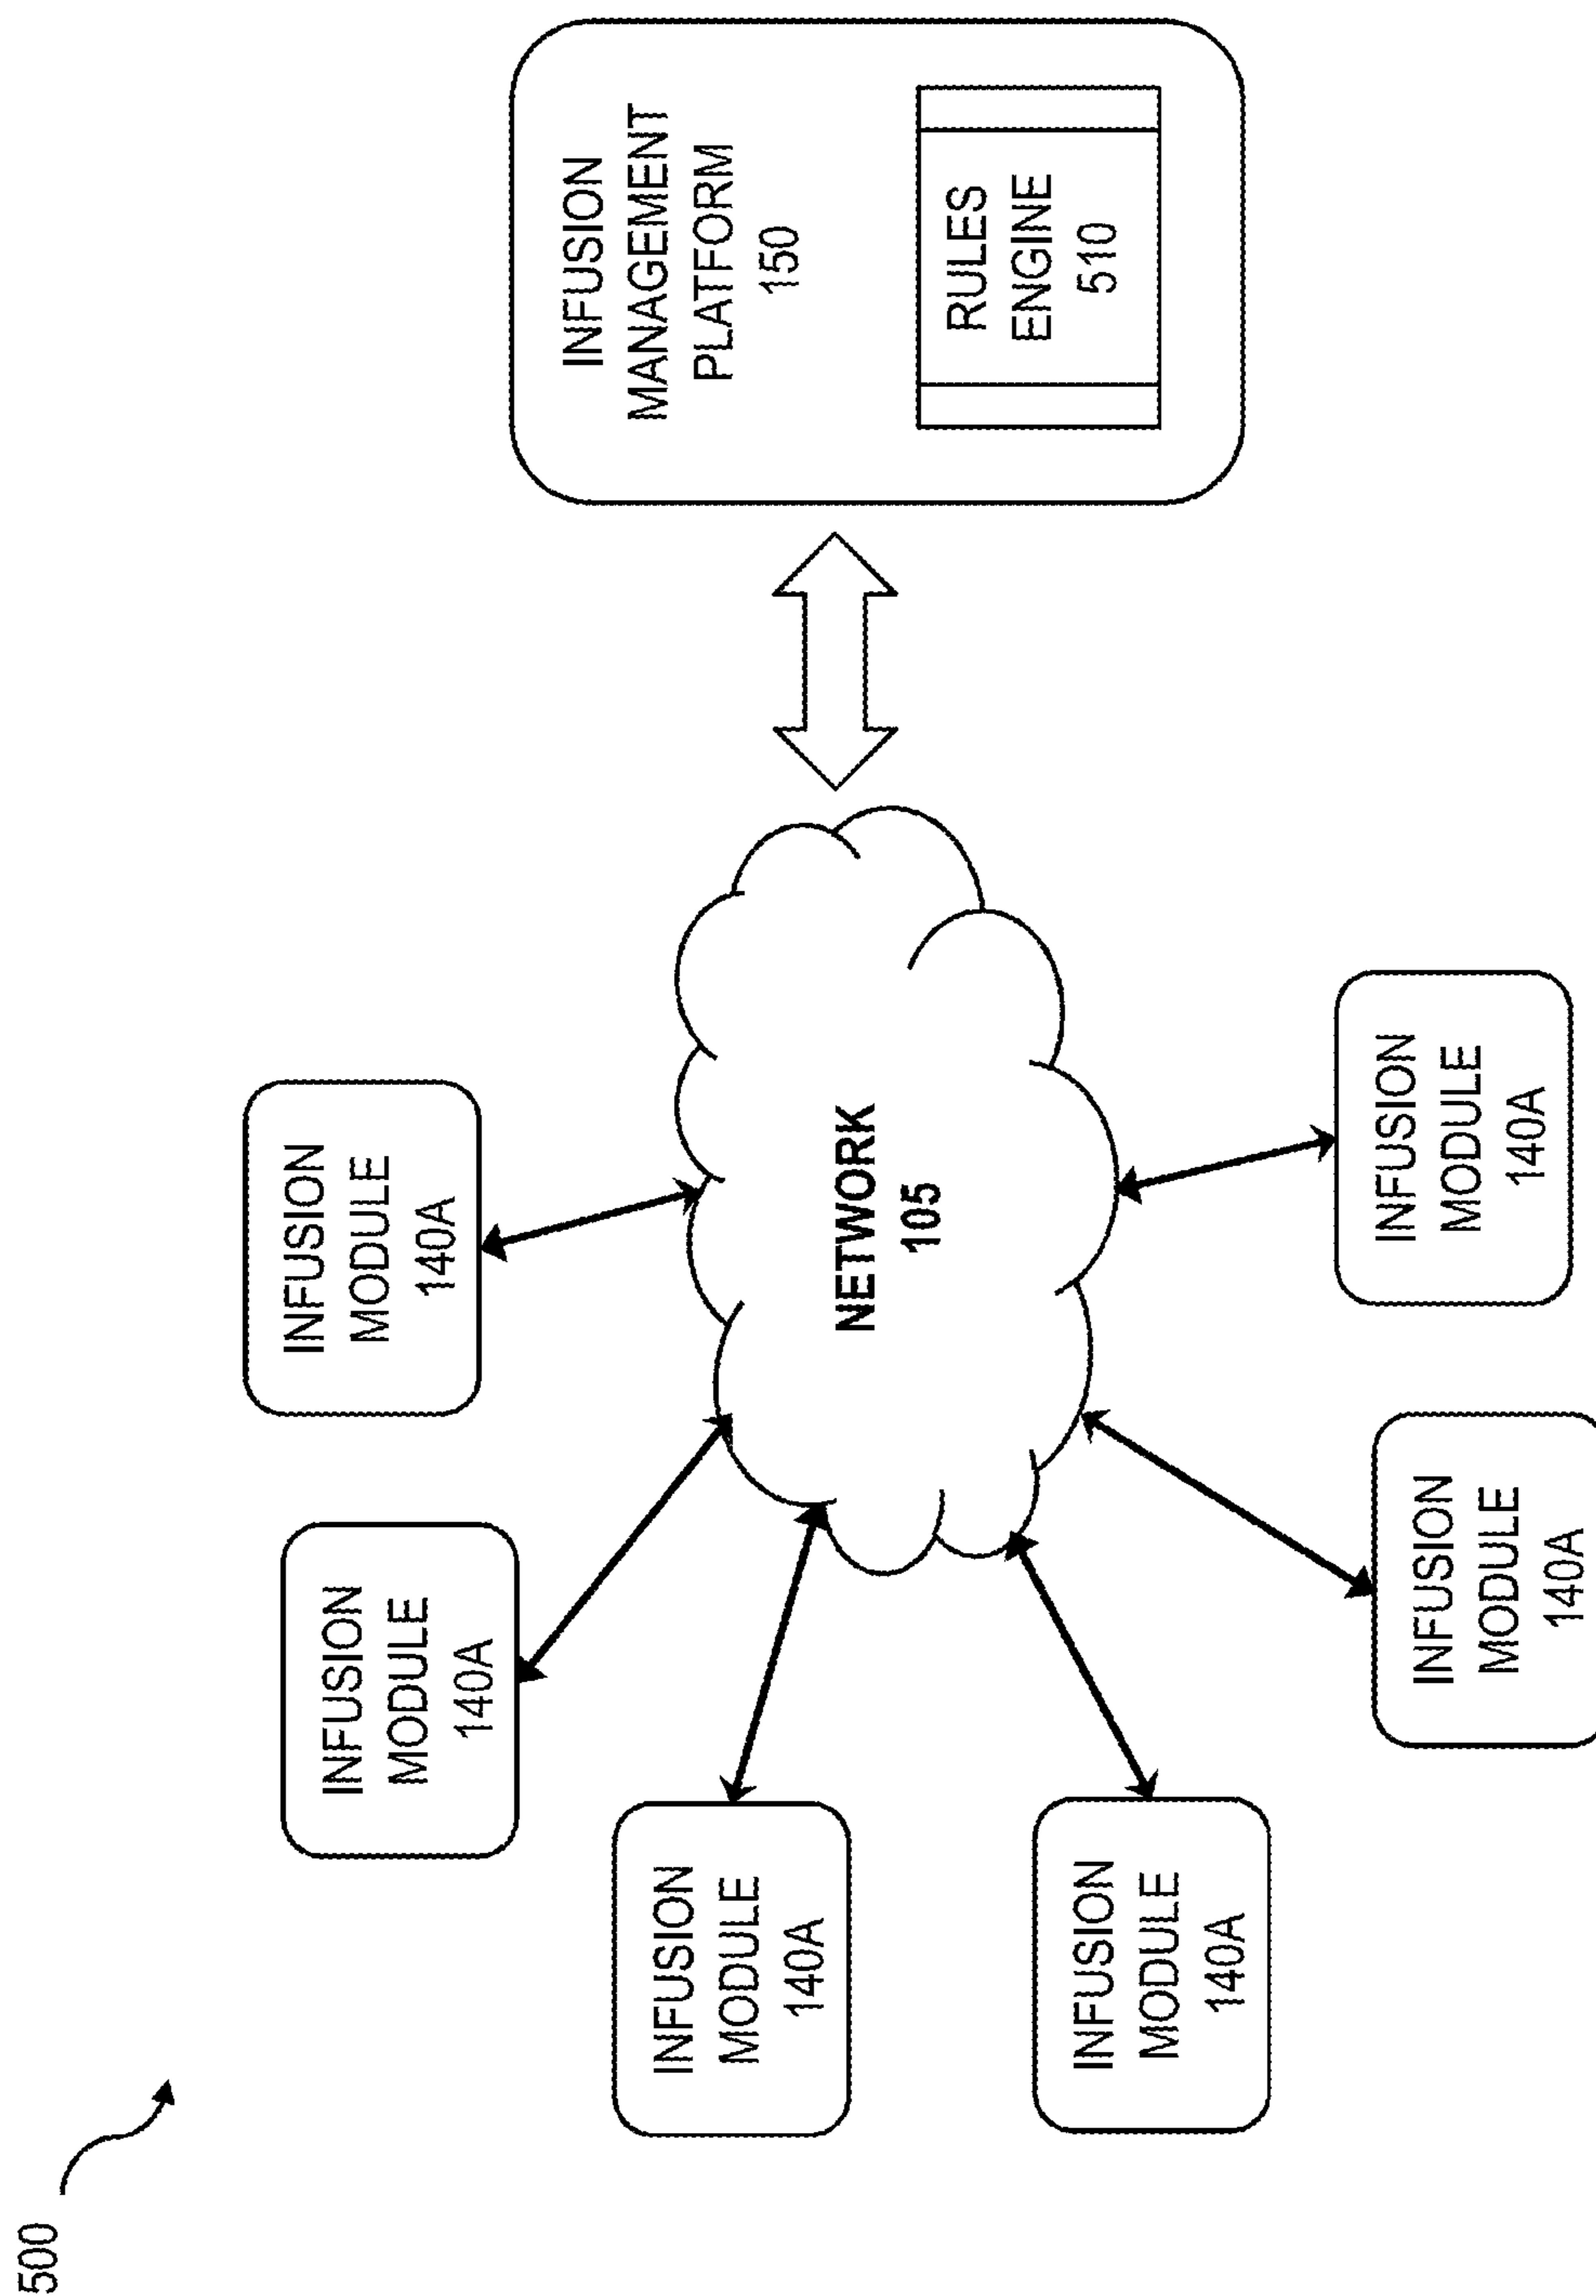 500
INFUSION
MODULE
140A
INFUSION
MODULE
140A
INFUSION
MODULE
140A
NETWORK
105
INFUSION
MANAGEMENT
PLATFORM
150
RULES
ENGINE
510
INFUSION
MODULE
140A
INFUSION
MODULE
140A
INFUSION
MODULE
140A